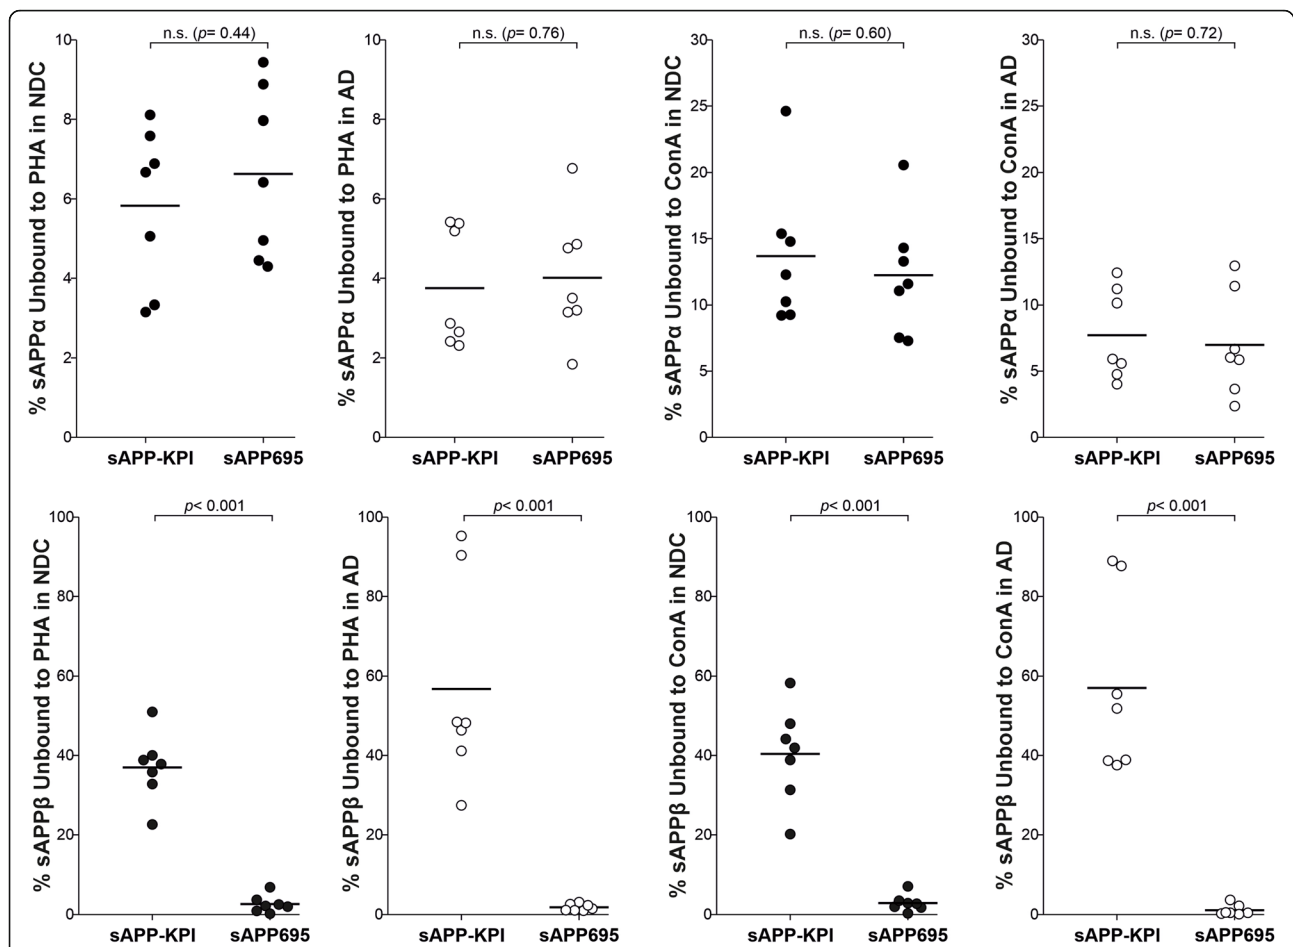 n.s. (p= 0.44)
% sAPPα Unbound to PHA in NDC
10
8
6
4
2
0
sAPP-KPI sAPP695
n.s. (p= 0.76)
% sAPPα Unbound to PHA in AD
10
8
6
4
2
0
sAPP-KPI sAPP695
n.s. (p= 0.60)
% sAPPα Unbound to ConA in NDC
30
25
20
15
10
5
0
sAPP-KPI sAPP695
n.s. (p= 0.72)
% sAPPα Unbound to ConA in AD
30
25
20
15
10
5
0
sAPP-KPI sAPP695
p< 0.001
% sAPPβ Unbound to PHA in NDC
100
80
60
40
20
0
sAPP-KPI sAPP695
p< 0.001
% sAPPβ Unbound to PHA in AD
100
80
60
40
20
0
sAPP-KPI sAPP695
p< 0.001
% sAPPβ Unbound to ConA in NDC
100
80
60
40
20
0
sAPP-KPI sAPP695
p< 0.001
% sAPPβ Unbound to ConA in AD
100
80
60
40
20
0
sAPP-KPI sAPP695